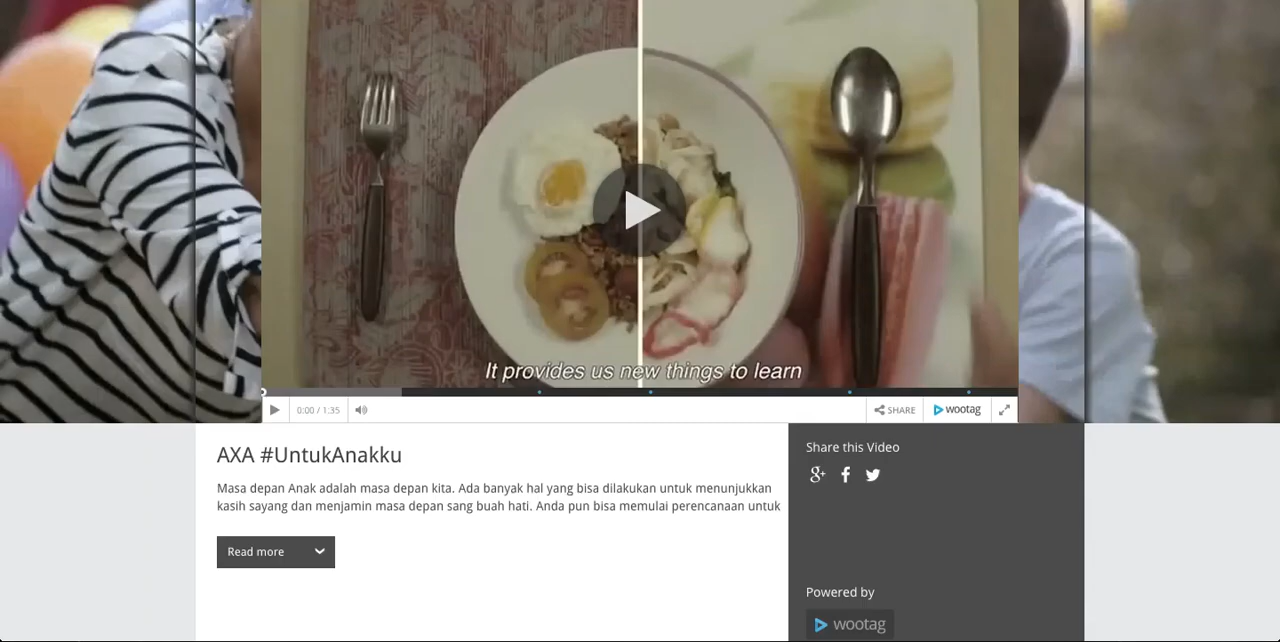 It provides us new things to learn
0:00 / 1:35
SHARE
wootag
AXA #UntukAnakku
Masa depan Anak adalah masa depan kita. Ada banyak hal yang bisa dilakukan untuk menunjukkan
kasih sayang dan menjamin masa depan sang buah hati. Anda pun bisa memulai perencanaan untuk
Read more
Share this Video
g+ f
Powered by
wootag